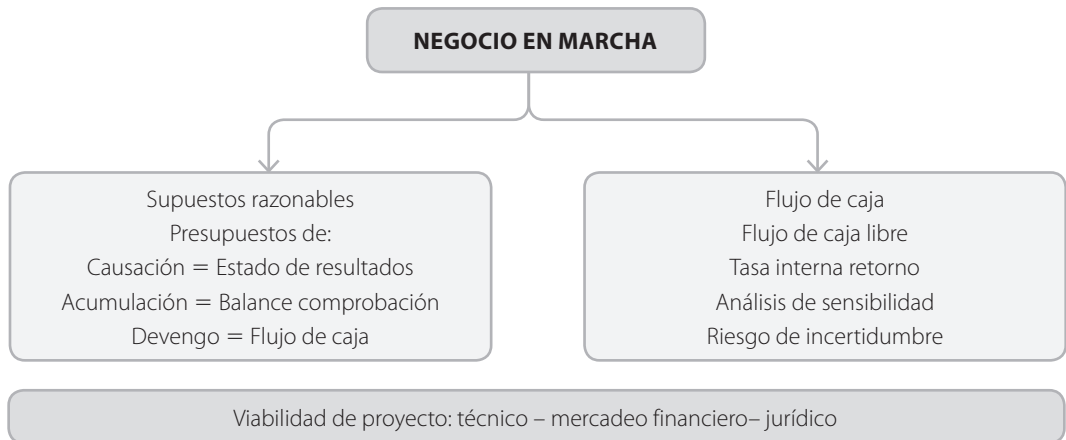 NEGOCIO EN MARCHA
Supuestos razonables
Presupuestos de:
Causación = Estado de resultados
Acumulación = Balance comprobación
Devengo = Flujo de caja
Flujo de caja
Flujo de caja libre
Tasa interna retorno
Análisis de sensibilidad
Riesgo de incertidumbre
Viabilidad de proyecto: técnico – mercadeo financiero– jurídico